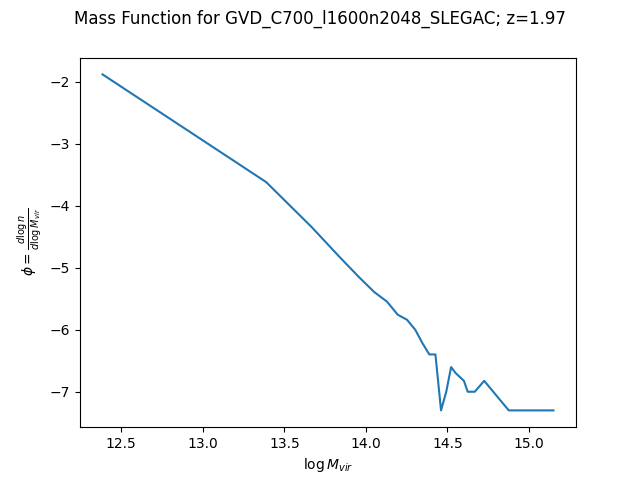 Mass Function for GVD_C700_l1600n2048_SLEGAC; z=1.97
−2
−3
−4
−5
−6
−7
ϕ = d log n / d log M_vir
12.5 13.0 13.5 14.0 14.5 15.0
log M_vir